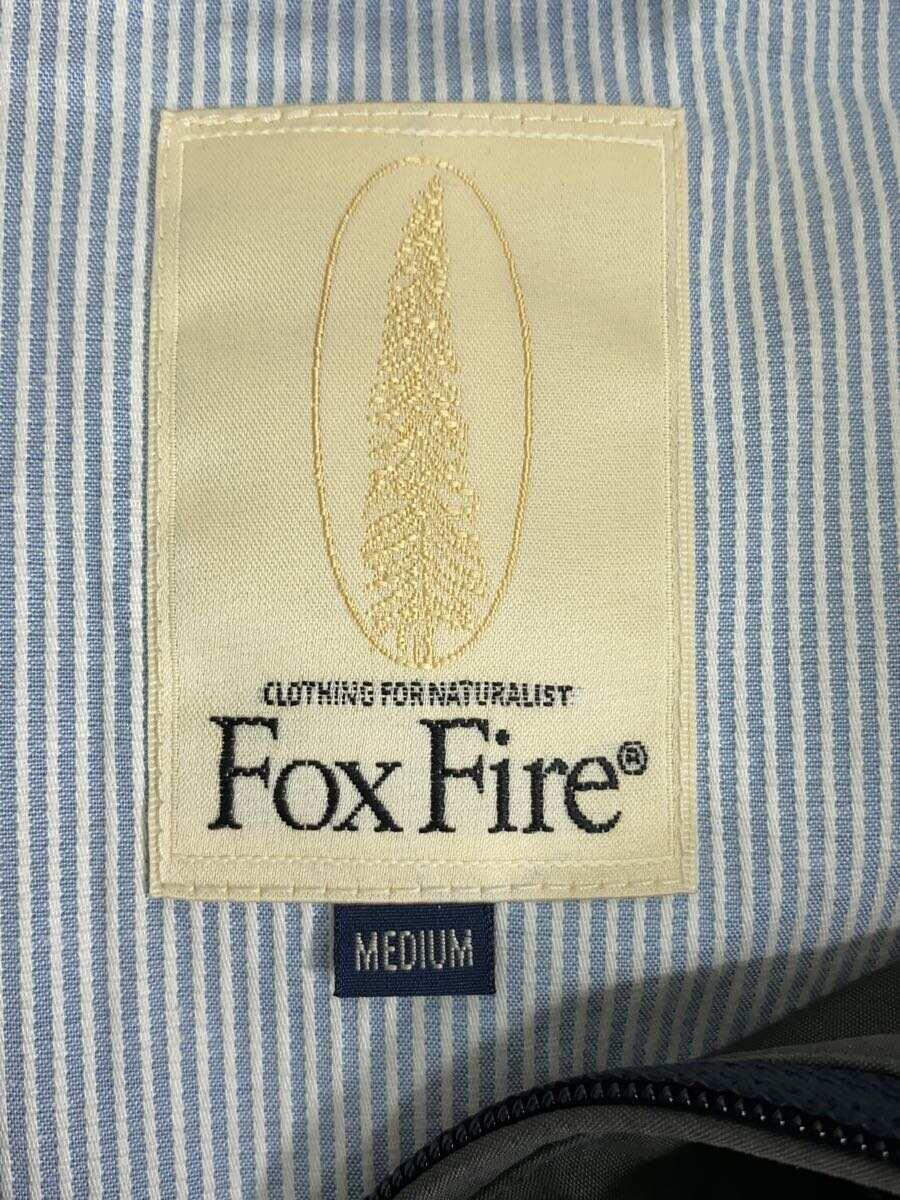 CLOTHING FOR NATURALIST
Fox Fire®
MEDIUM